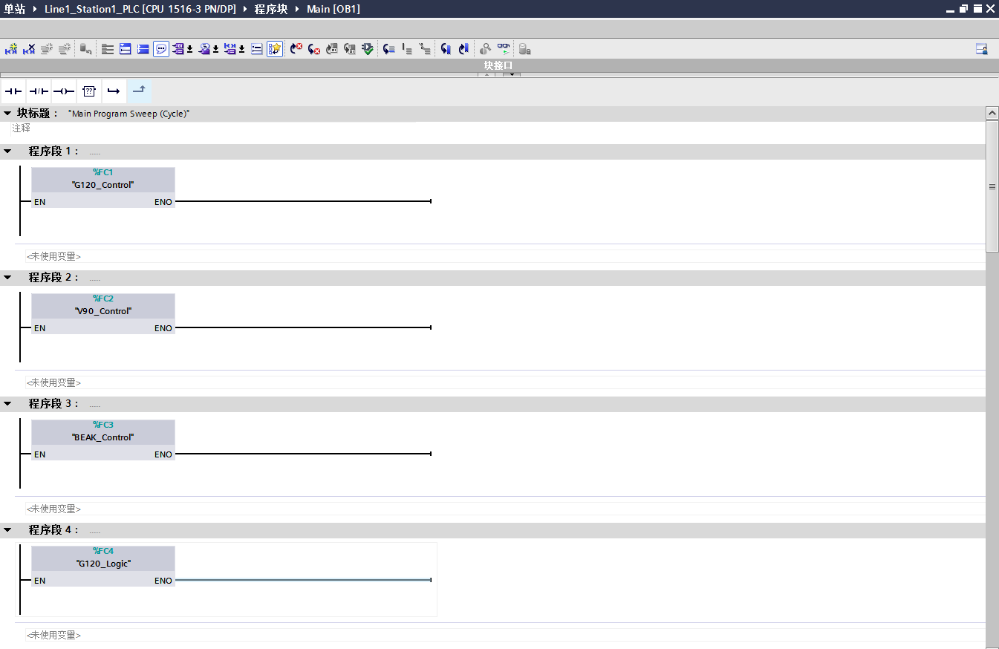 单站 Line1_Station1_PLC [CPU 1516-3 PN/DP] 程序块 Main [OB1]
块接口
??
块标题： "Main Program Sweep (Cycle)"
注释
程序段 1： .....
%FC1
"G120_Control"
EN ENO
<未使用变量>
程序段 2： .....
%FC2
"V90_Control"
EN ENO
<未使用变量>
程序段 3： .....
%FC3
"BEAK_Control"
EN ENO
<未使用变量>
程序段 4： .....
%FC4
"G120_Logic"
EN ENO
<未使用变量>